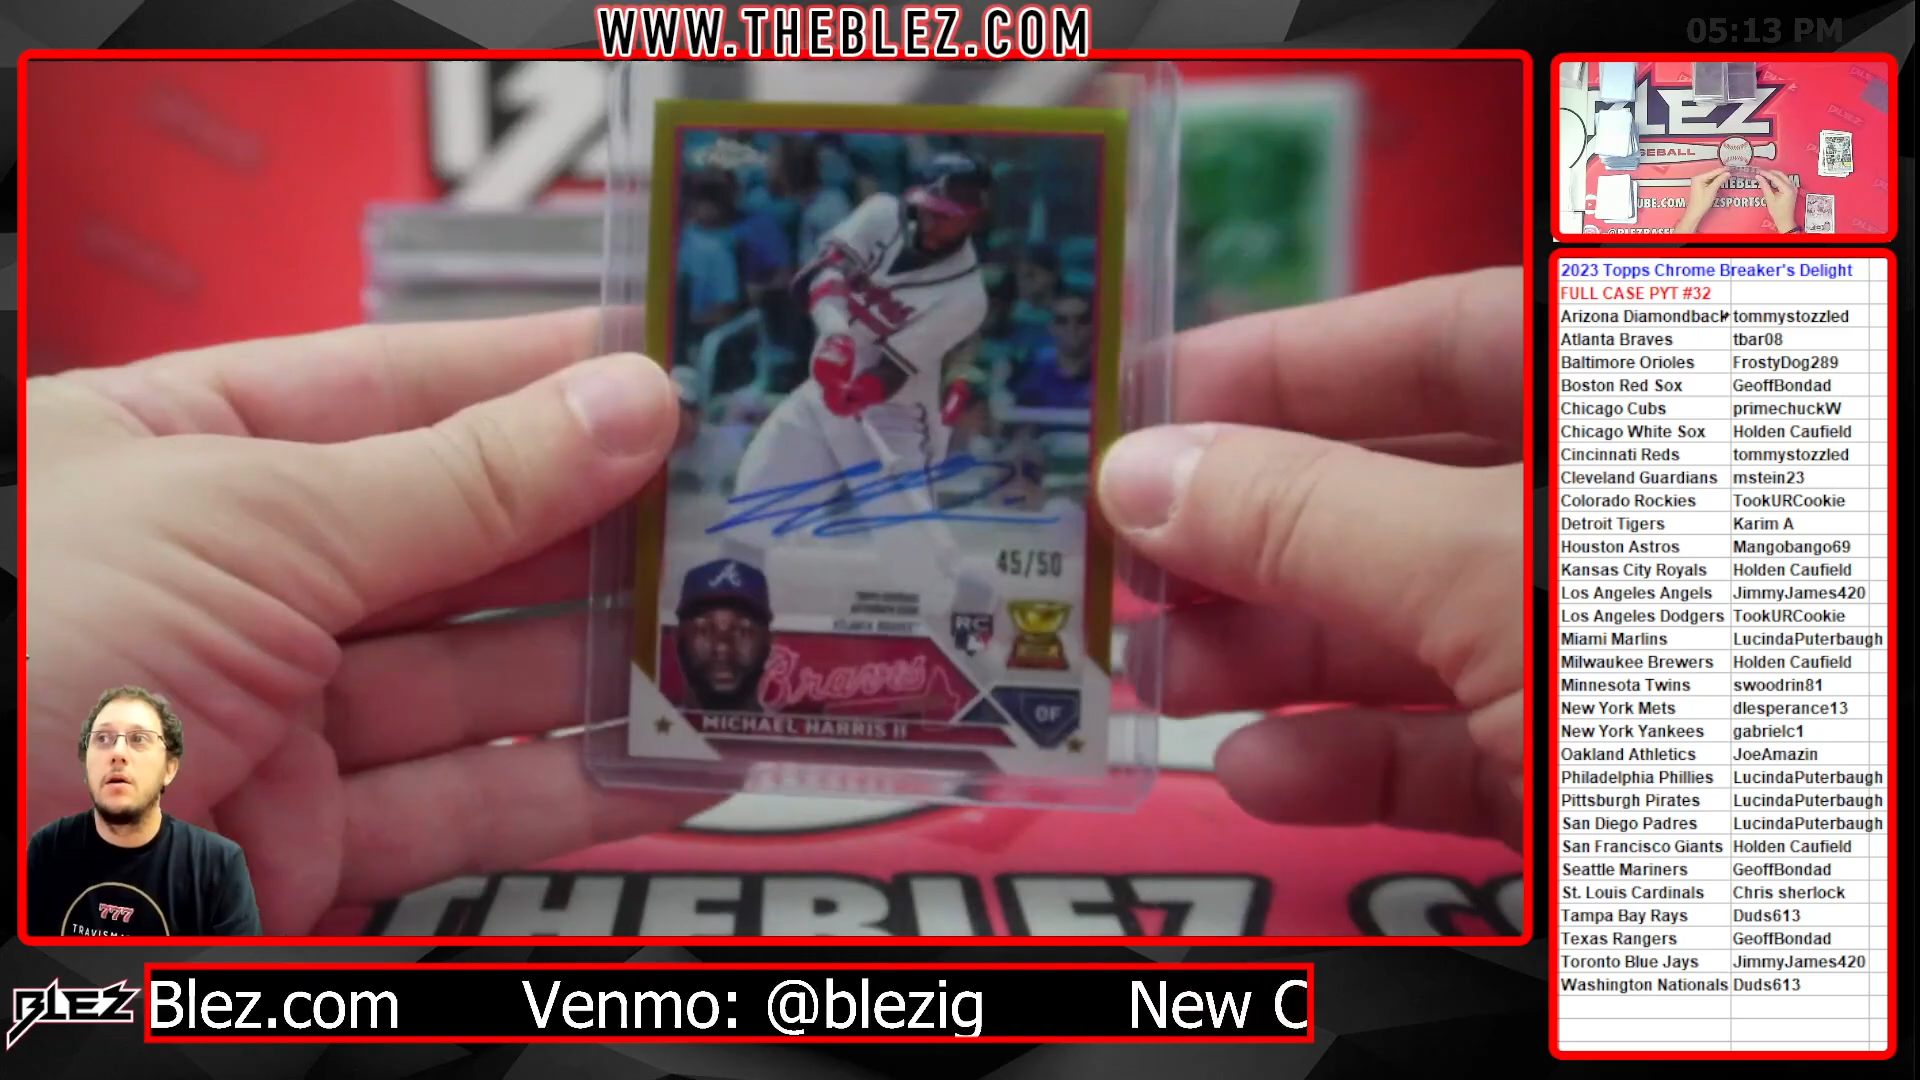 WWW.THEBLEZ.COM
05:13 PM
45/50
RC
Braves
MICHAEL HARRIS II
OF
THEBLEZ.CO
777
BLEZ
Blez.com Venmo: @blezig New C
BLEZ
2023 Topps Chrome Breaker's Delight
FULL CASE PYT #32
Arizona Diamondback tommystozzled
Atlanta Braves tbar08
Baltimore Orioles FrostyDog289
Boston Red Sox GeoffBondad
Chicago Cubs primechuckW
Chicago White Sox Holden Caufield
Cincinnati Reds tommystozzled
Cleveland Guardians mstein23
Colorado Rockies TookURCookie
Detroit Tigers Karim A
Houston Astros Mangobango69
Kansas City Royals Holden Caufield
Los Angeles Angels JimmyJames420
Los Angeles Dodgers TookURCookie
Miami Marlins LucindaPuterbaugh
Milwaukee Brewers Holden Caufield
Minnesota Twins swoodrin81
New York Mets dlesperance13
New York Yankees gabrielc1
Oakland Athletics JoeAmazin
Philadelphia Phillies LucindaPuterbaugh
Pittsburgh Pirates LucindaPuterbaugh
San Diego Padres LucindaPuterbaugh
San Francisco Giants Holden Caufield
Seattle Mariners GeoffBondad
St. Louis Cardinals Chris sherlock
Tampa Bay Rays Duds613
Texas Rangers GeoffBondad
Toronto Blue Jays JimmyJames420
Washington Nationals Duds613